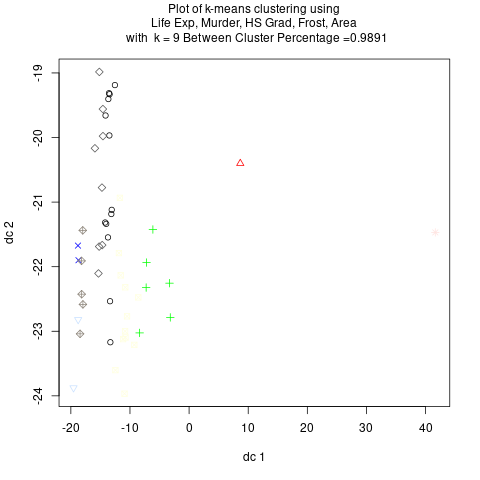 Plot of k-means clustering using
Life Exp, Murder, HS Grad, Frost, Area
with k = 9 Between Cluster Percentage =0.9891
-19
-20
-21
-22
-23
-24
dc 2
-20
-10
0
10
20
30
40
dc 1